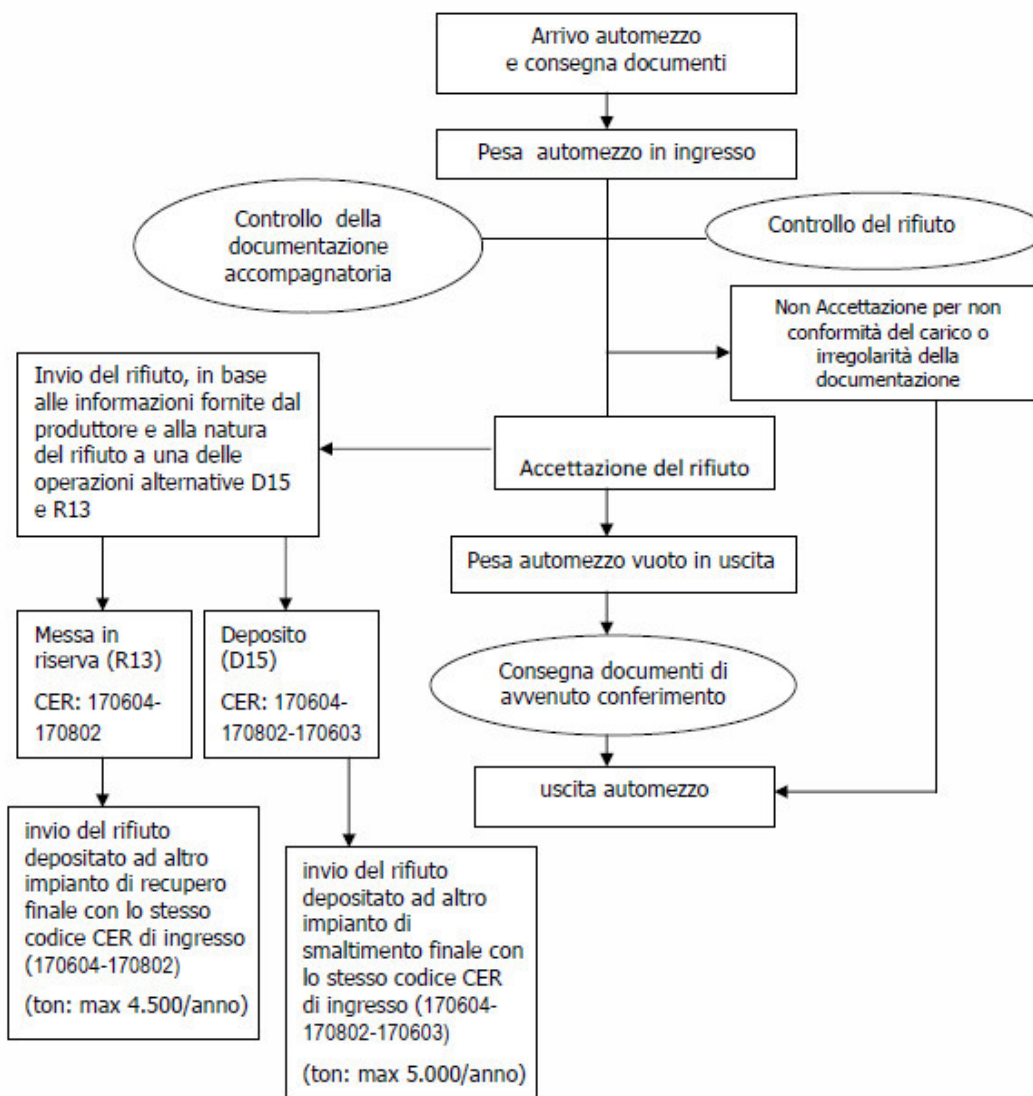 Arrivo automezzo
e consegna documenti
Pesa automezzo in ingresso
Controllo della
documentazione
accompagnatoria
Controllo del rifiuto
Non Accettazione per non
conformità del carico o
irregolarità della
documentazione
Invio del rifiuto, in base
alle informazioni fornite dal
produttore e alla natura
del rifiuto a una delle
operazioni alternative D15
e R13
Accettazione del rifiuto
Pesa automezzo vuoto in uscita
Messa in
riserva (R13)
CER: 170604-
170802
Deposito
(D15)
CER: 170604-
170802-170603
Consegna documenti di
avvenuto conferimento
uscita automezzo
invio del rifiuto
depositato ad altro
impianto di recupero
finale con lo stesso
codice CER di ingresso
(170604-170802)
(ton: max 4.500/anno)
invio del rifiuto
depositato ad altro
impianto di
smaltimento finale con
lo stesso codice CER
di ingresso (170604-
170802-170603)
(ton: max 5.000/anno)